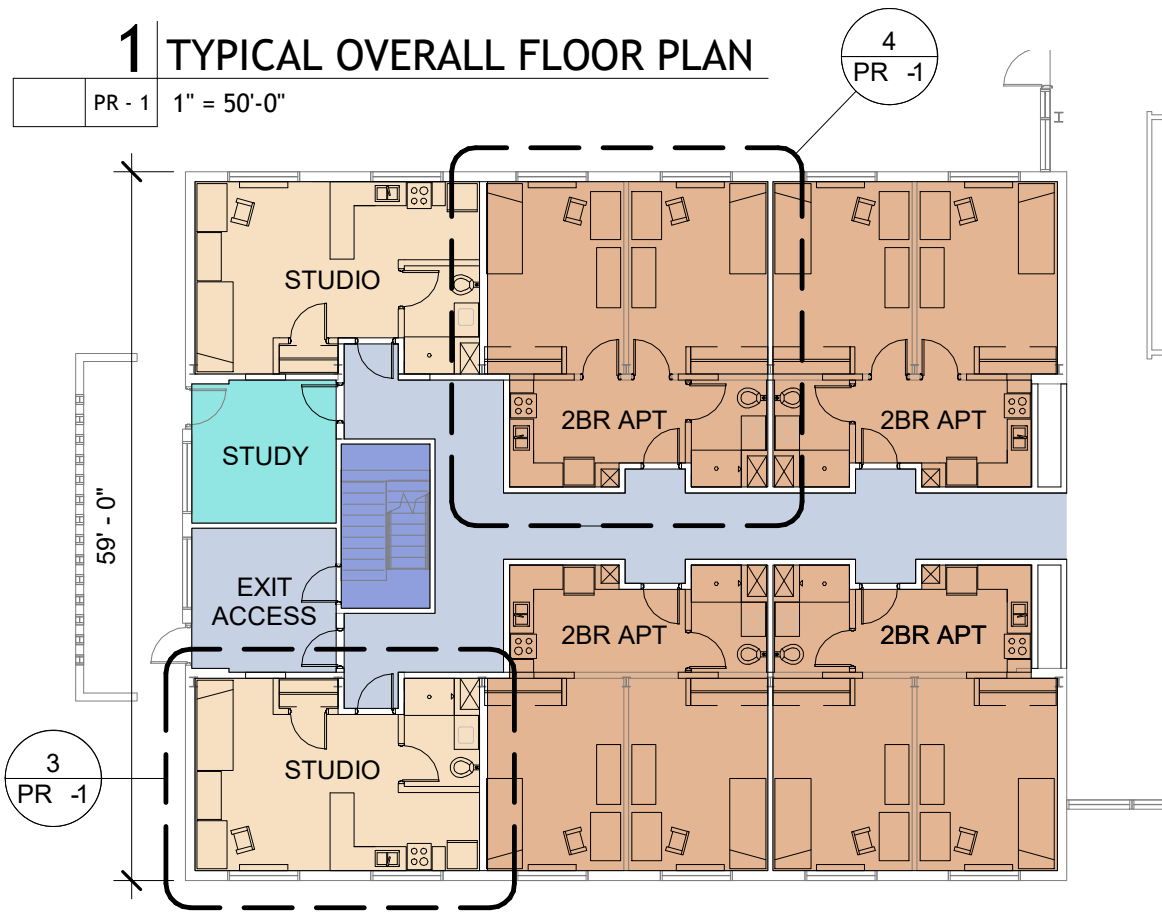 1 TYPICAL OVERALL FLOOR PLAN
PR - 1 1" = 50'-0"
4
PR -1
STUDIO
2BR APT
2BR APT
STUDY
59' - 0"
EXIT
ACCESS
2BR APT
2BR APT
STUDIO
3
PR -1